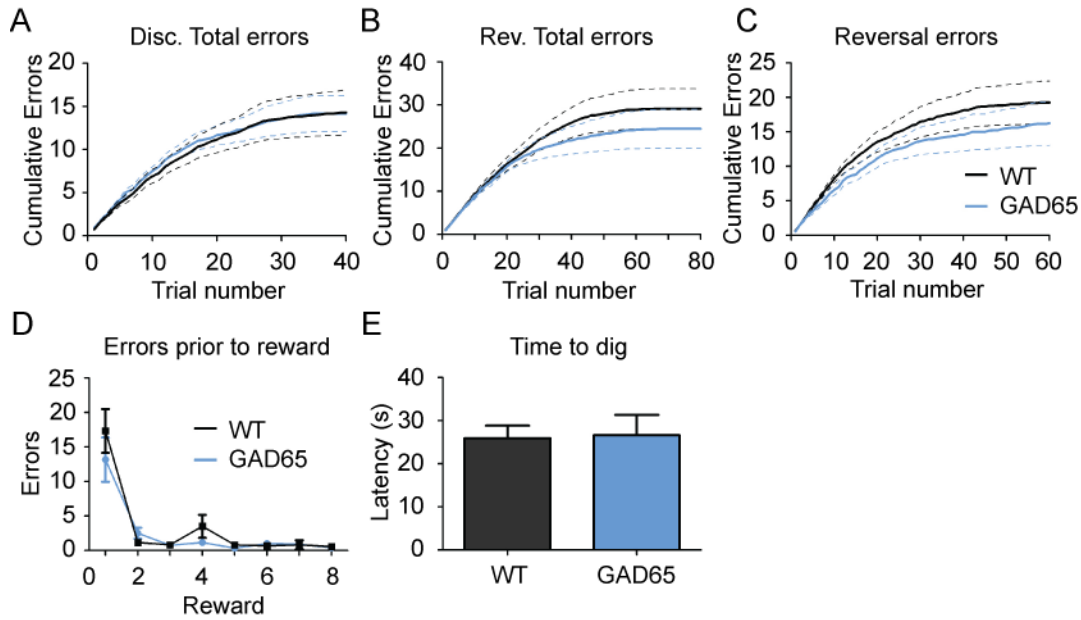 A
Disc. Total errors
Cumulative Errors
20
15
10
5
0
0 10 20 30 40
Trial number
B
Rev. Total errors
Cumulative Errors
40
30
20
10
0
0 20 40 60 80
Trial number
C
Reversal errors
Cumulative Errors
25
20
15
10
5
0
WT
GAD65
0 10 20 30 40 50 60
Trial number
D
Errors prior to reward
Errors
25
20
15
10
5
0
WT
GAD65
0 2 4 6 8
Reward
E
Time to dig
Latency (s)
40
30
20
10
0
WT GAD65